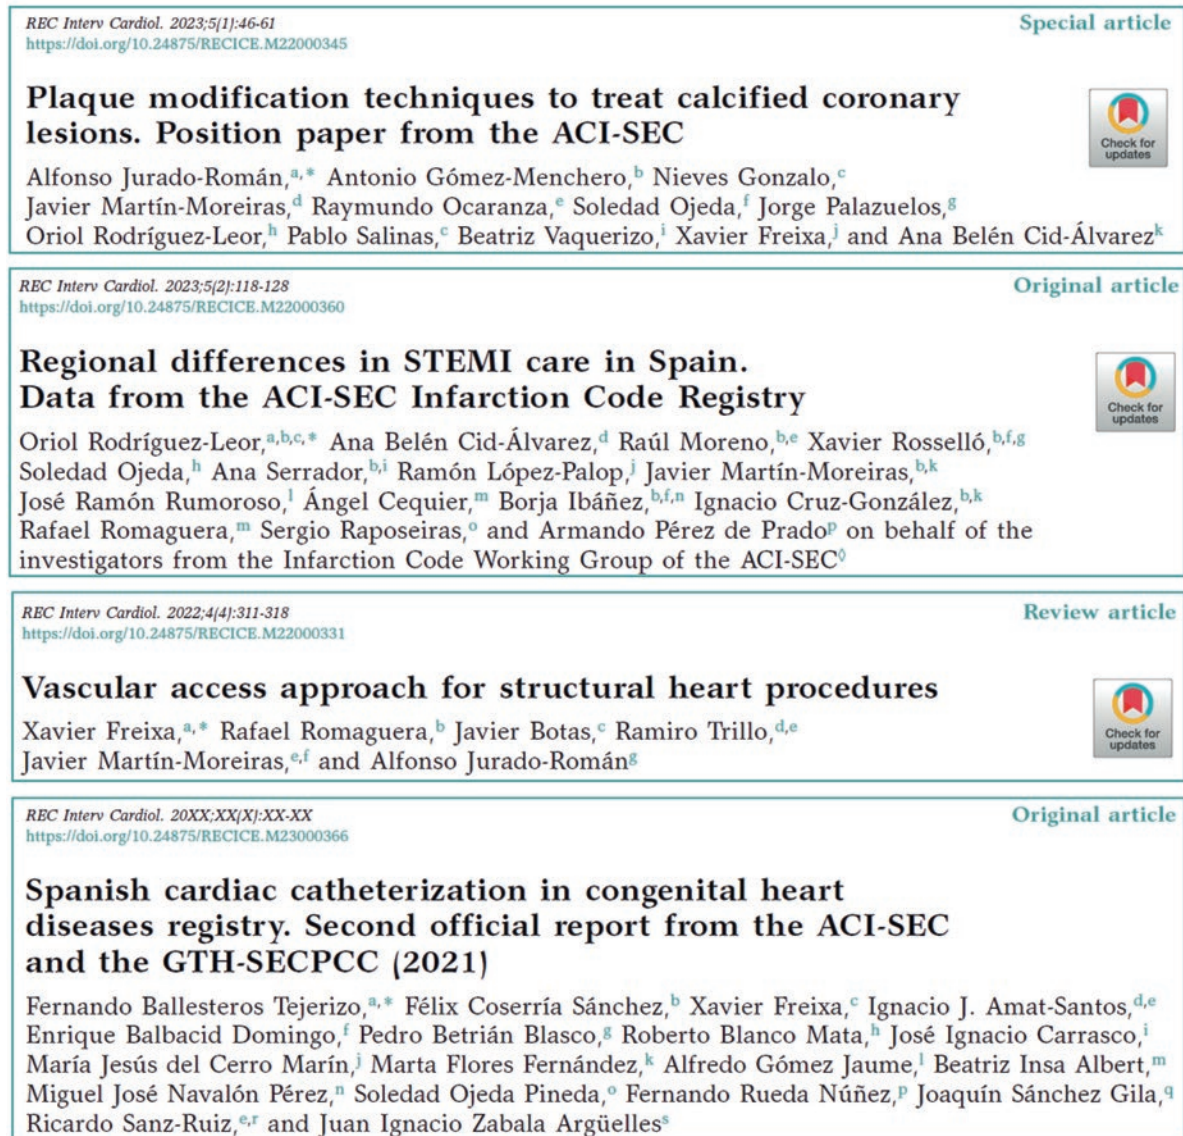 REC Interv Cardiol. 2023;5(1):46-61
Special article
https://doi.org/10.24875/RECICE.M22000345
Plaque modification techniques to treat calcified coronary
lesions. Position paper from the ACI-SEC
Check for
updates
Alfonso Jurado-Román,a,* Antonio Gómez-Menchero,b Nieves Gonzalo,c
Javier Martín-Moreiras,d Raymundo Ocaranza,e Soledad Ojeda,f Jorge Palazuelos,g
Oriol Rodríguez-Leor,h Pablo Salinas,c Beatriz Vaquerizo,i Xavier Freixa,j and Ana Belén Cid-Álvarezk
REC Interv Cardiol. 2023;5(2):118-128
Original article
https://doi.org/10.24875/RECICE.M22000360
Regional differences in STEMI care in Spain.
Data from the ACI-SEC Infarction Code Registry
Check for
updates
Oriol Rodríguez-Leor,a,b,c,* Ana Belén Cid-Álvarez,d Raúl Moreno,b,e Xavier Rosselló,b,f,g
Soledad Ojeda,h Ana Serrador,b,i Ramón López-Palop,j Javier Martín-Moreiras,b,k
José Ramón Rumoroso,l Ángel Cequier,m Borja Ibáñez,b,f,n Ignacio Cruz-González,b,k
Rafael Romaguera,m Sergio Raposeiras,o and Armando Pérez de Pradop on behalf of the
investigators from the Infarction Code Working Group of the ACI-SEC◊
REC Interv Cardiol. 2022;4(4):311-318
Review article
https://doi.org/10.24875/RECICE.M22000331
Vascular access approach for structural heart procedures
Check for
updates
Xavier Freixa,a,* Rafael Romaguera,b Javier Botas,c Ramiro Trillo,d,e
Javier Martín-Moreiras,e,f and Alfonso Jurado-Románg
REC Interv Cardiol. 20XX;XX(X):XX-XX
Original article
https://doi.org/10.24875/RECICE.M23000366
Spanish cardiac catheterization in congenital heart
diseases registry. Second official report from the ACI-SEC
and the GTH-SECPCC (2021)
Fernando Ballesteros Tejerizo,a,* Félix Coserría Sánchez,b Xavier Freixa,c Ignacio J. Amat-Santos,d,e
Enrique Balbacid Domingo,f Pedro Betrián Blasco,g Roberto Blanco Mata,h José Ignacio Carrasco,i
María Jesús del Cerro Marín,j Marta Flores Fernández,k Alfredo Gómez Jaume,l Beatriz Insa Albert,m
Miguel José Navalón Pérez,n Soledad Ojeda Pineda,o Fernando Rueda Núñez,p Joaquín Sánchez Gila,q
Ricardo Sanz-Ruiz,e,r and Juan Ignacio Zabala Argüelless